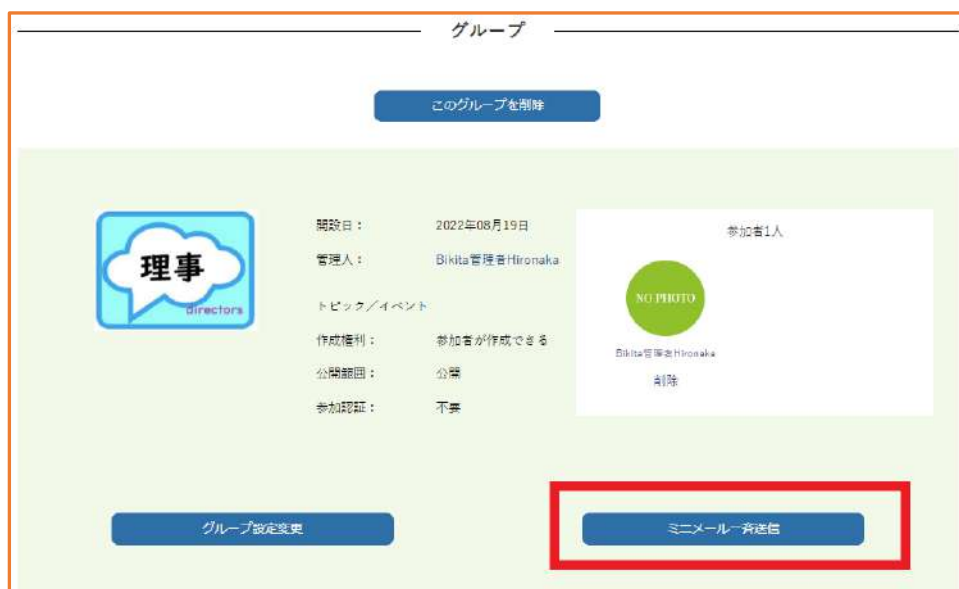 グループ
このグループを削除
理事
directors
開設日： 2022年08月19日
管理人： Bikita管理者Hironaka
トピック／イベント
作成権利： 参加者が作成できる
公開範囲： 公開
参加認証： 不要
参加者1人
NO PHOTO
Bikita管理者Hironaka
削除
グループ設定変更
ミニメール一斉送信